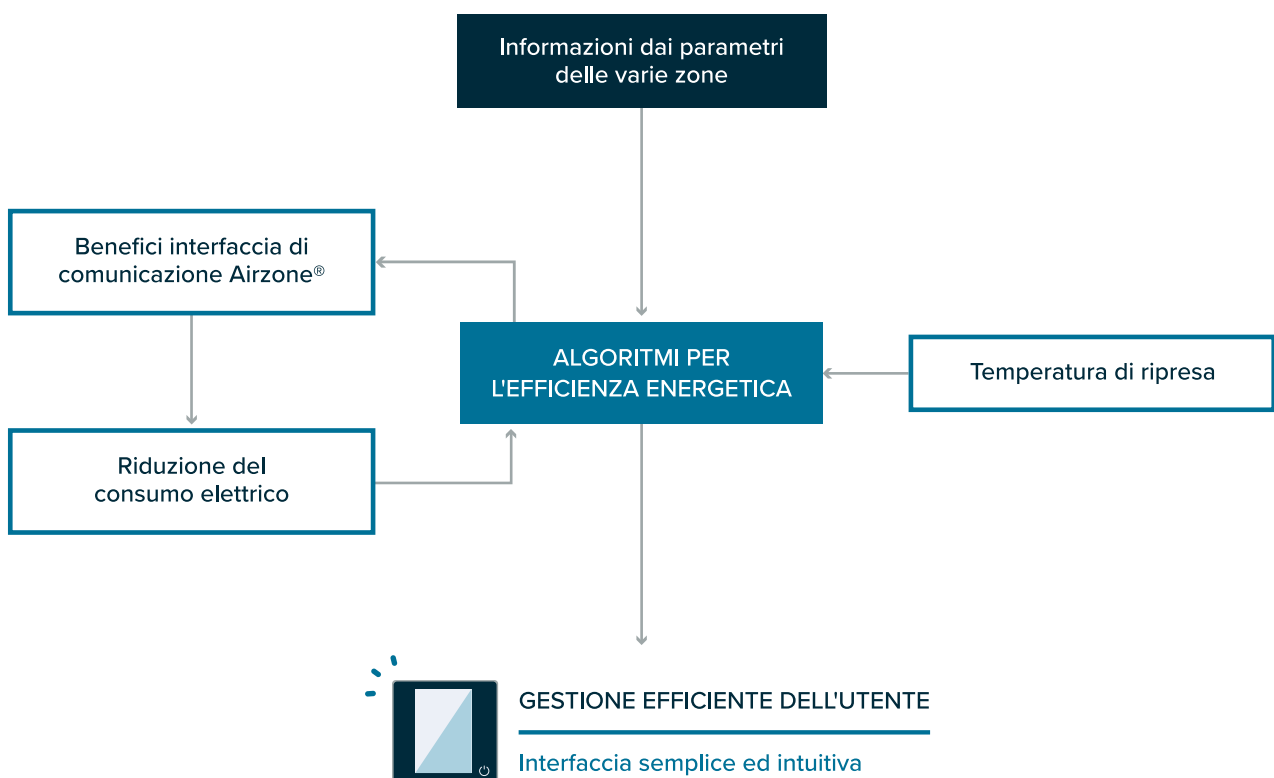 Informazioni dai parametri
delle varie zone
Benefici interfaccia di
comunicazione Airzone®
ALGORITMI PER
L'EFFICIENZA ENERGETICA
Temperatura di ripresa
Riduzione del
consumo elettrico
GESTIONE EFFICIENTE DELL'UTENTE
Interfaccia semplice ed intuitiva